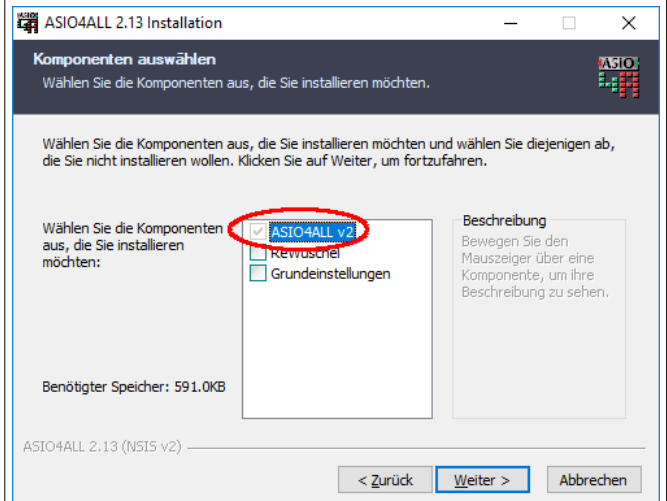 ASIO4ALL 2.13 Installation
Komponenten auswählen
Wählen Sie die Komponenten aus, die Sie installieren möchten.
ASIO
4A
Wählen Sie die Komponenten aus, die Sie installieren möchten und wählen Sie diejenigen ab,
die Sie nicht installieren wollen. Klicken Sie auf Weiter, um fortzufahren.
Wählen Sie die Komponenten
aus, die Sie installieren
möchten:
ASIO4ALL v2
ReWuschel
Grundeinstellungen
Beschreibung
Bewegen Sie den
Mauszeiger über eine
Komponente, um ihre
Beschreibung zu sehen.
Benötigter Speicher: 591.0KB
ASIO4ALL 2.13 (NSIS v2)
< Zurück
Weiter >
Abbrechen